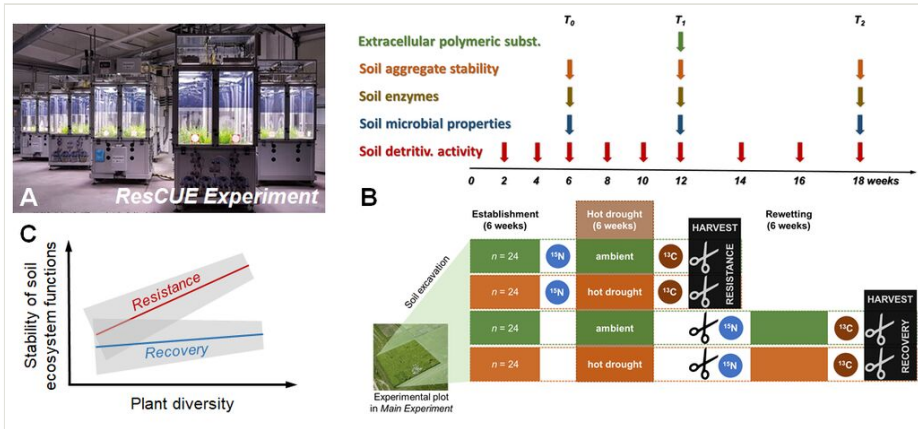 A
ResCUE Experiment
T0 T1 T2
Extracellular polymeric subst.
Soil aggregate stability
Soil enzymes
Soil microbial properties
Soil detritiv. activity
0 2 4 6 8 10 12 14 16 18 weeks
B
Establishment
(6 weeks)
Hot drought
(6 weeks)
Rewetting
(6 weeks)
HARVEST
RESISTANCE
n = 24 15N ambient 13C
n = 24 15N hot drought 13C
HARVEST
RECOVERY
n = 24 ambient 15N 13C
n = 24 hot drought 15N 13C
Soil excavation
Experimental plot
in Main Experiment
C
Stability of soil
ecosystem functions
Resistance
Recovery
Plant diversity